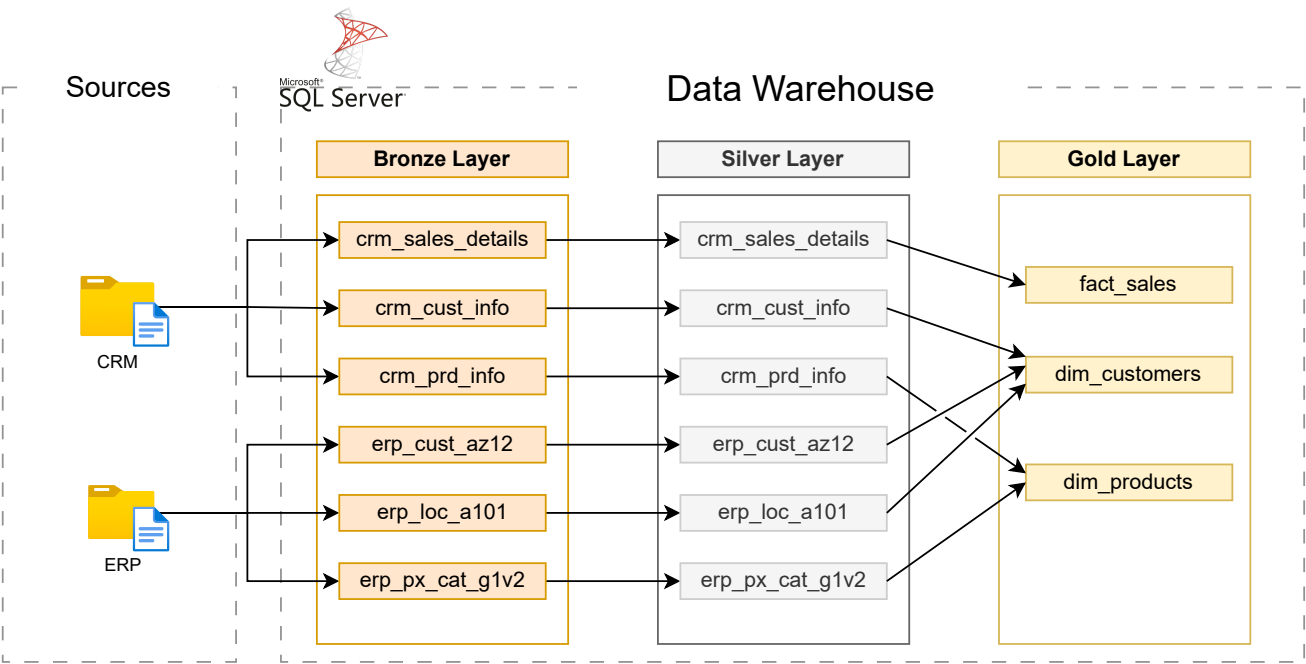 Sources
Microsoft®
SQL Server
Data Warehouse
Bronze Layer
Silver Layer
Gold Layer
crm_sales_details
crm_sales_details
fact_sales
crm_cust_info
crm_cust_info
CRM
crm_prd_info
crm_prd_info
dim_customers
erp_cust_az12
erp_cust_az12
dim_products
erp_loc_a101
erp_loc_a101
ERP
erp_px_cat_g1v2
erp_px_cat_g1v2